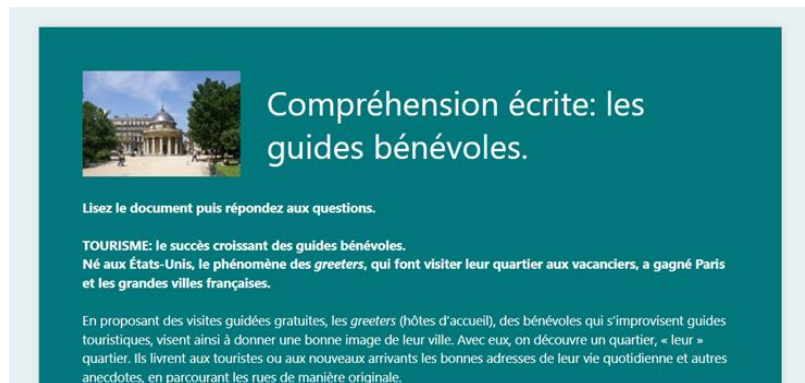 Compréhension écrite: les
guides bénévoles.
Lisez le document puis répondez aux questions.
TOURISME: le succès croissant des guides bénévoles.
Né aux États-Unis, le phénomène des greeters, qui font visiter leur quartier aux vacanciers, a gagné Paris
et les grandes villes françaises.
En proposant des visites guidées gratuites, les greeters (hôtes d'accueil), des bénévoles qui s'improvisent guides
touristiques, visent ainsi à donner une bonne image de leur ville. Avec eux, on découvre un quartier, « leur »
quartier. Ils livrent aux touristes ou aux nouveaux arrivants les bonnes adresses de leur vie quotidienne et autres
anecdotes, en parcourant les rues de manière originale.